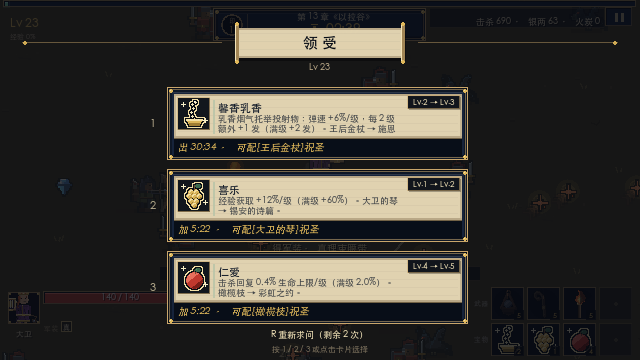 Lv 23
第 13 章《以拉谷》
击杀 690 · 银两 63 · 火箭 0
领 受
Lv 23
1
馨香乳香
Lv·2 → Lv·3
乳香烟气托举投射物：弹速 +6%/级 · 每 2 级
额外 +1 发（满级 +2 发）。王后金杖 → 施恩
出 30:34 · 可配[王后金杖]祝圣
2
喜乐
Lv·1 → Lv·2
经验获取 +12%/级（满级 +60%）。大卫的琴
→ 锡安的诗篇。
加 5:22 · 可配[大卫的琴]祝圣
3
仁爱
Lv·4 → Lv·5
击杀回复 0.4% 生命上限/级（满级 2.0%）。
橄榄枝 → 彩虹之约。
加 5:22 · 可配[橄榄枝]祝圣
140 / 140
大卫
R 重新求问（剩余 2 次）
按 1 / 2 / 3 或点击卡片选择